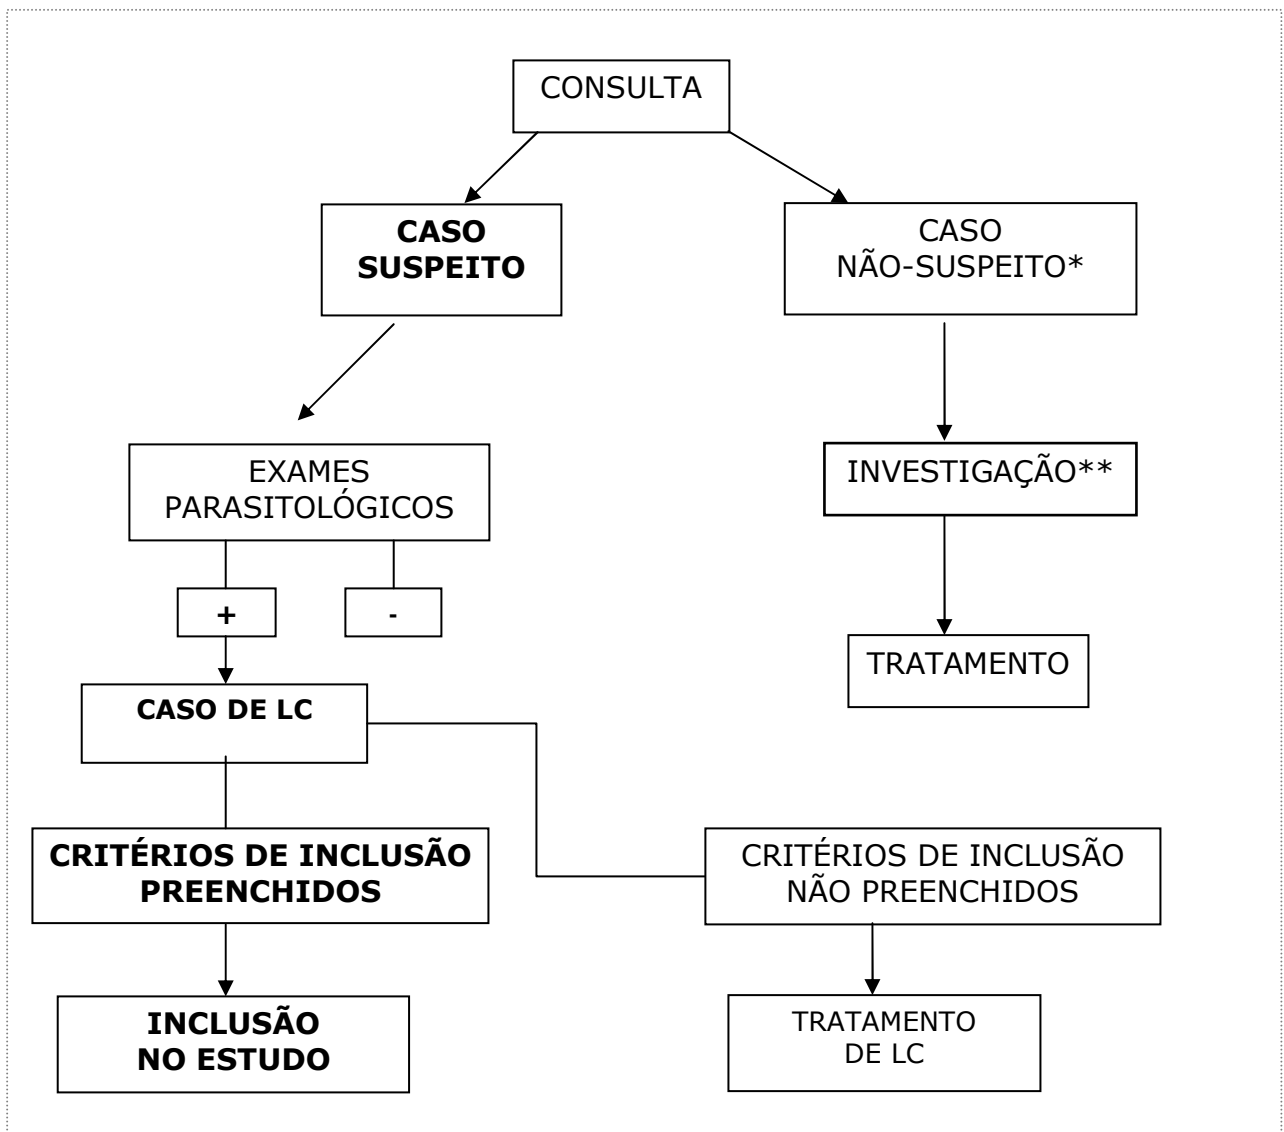 CONSULTA
CASO
SUSPEITO
CASO
NÃO-SUSPEITO*
EXAMES
PARASITOLÓGICOS
INVESTIGAÇÃO**
+
-
TRATAMENTO
CASO DE LC
CRITÉRIOS DE INCLUSÃO
PREENCHIDOS
CRITÉRIOS DE INCLUSÃO
NÃO PREENCHIDOS
INCLUSÃO
NO ESTUDO
TRATAMENTO
DE LC